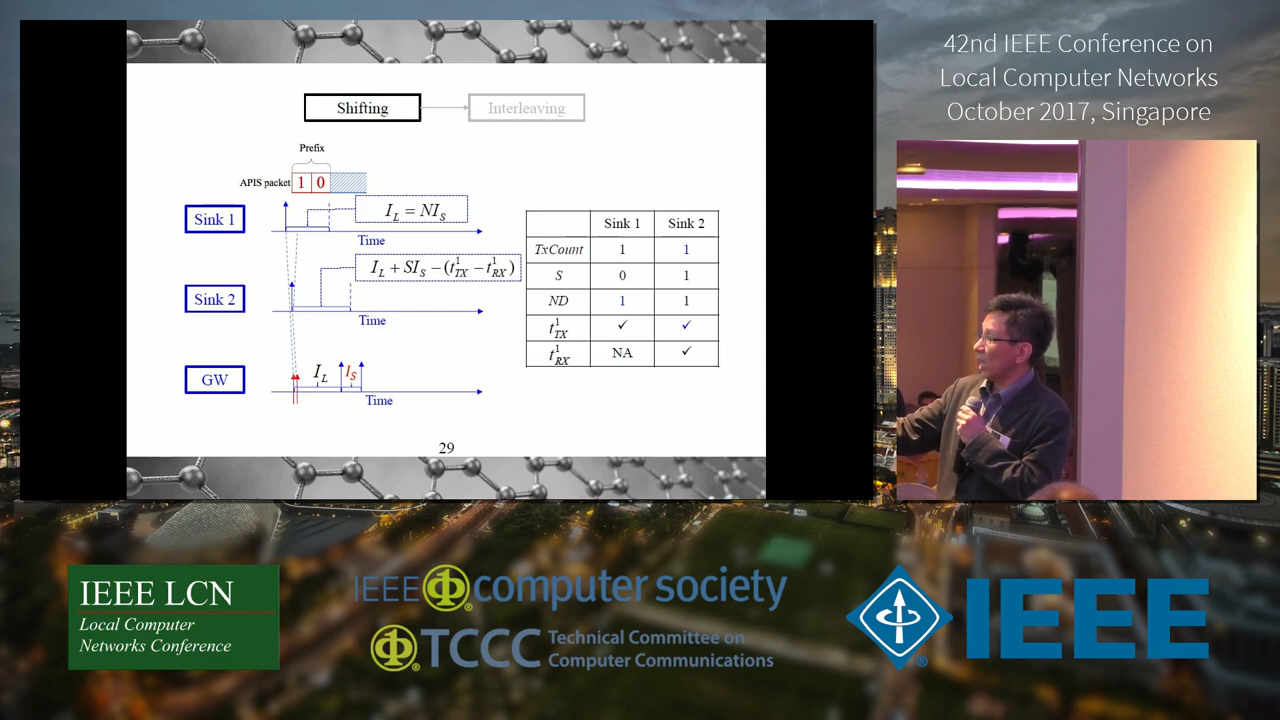 42nd IEEE Conference on
Local Computer Networks
October 2017, Singapore
Shifting
Interleaving
Prefix
APIS packet 1 0
Sink 1
I_L = NI_S
Time
Sink 2
I_L + SI_S − (t^1_TX − t^1_RX)
Time
GW
I_L I_S
Time
Sink 1 Sink 2
TxCount 1 1
S 0 1
ND 1 1
t^1_TX ✓ ✓
t^1_RX NA ✓
29
IEEE LCN
Local Computer
Networks Conference
IEEE computer society
TCCC Technical Committee on
Computer Communications
IEEE